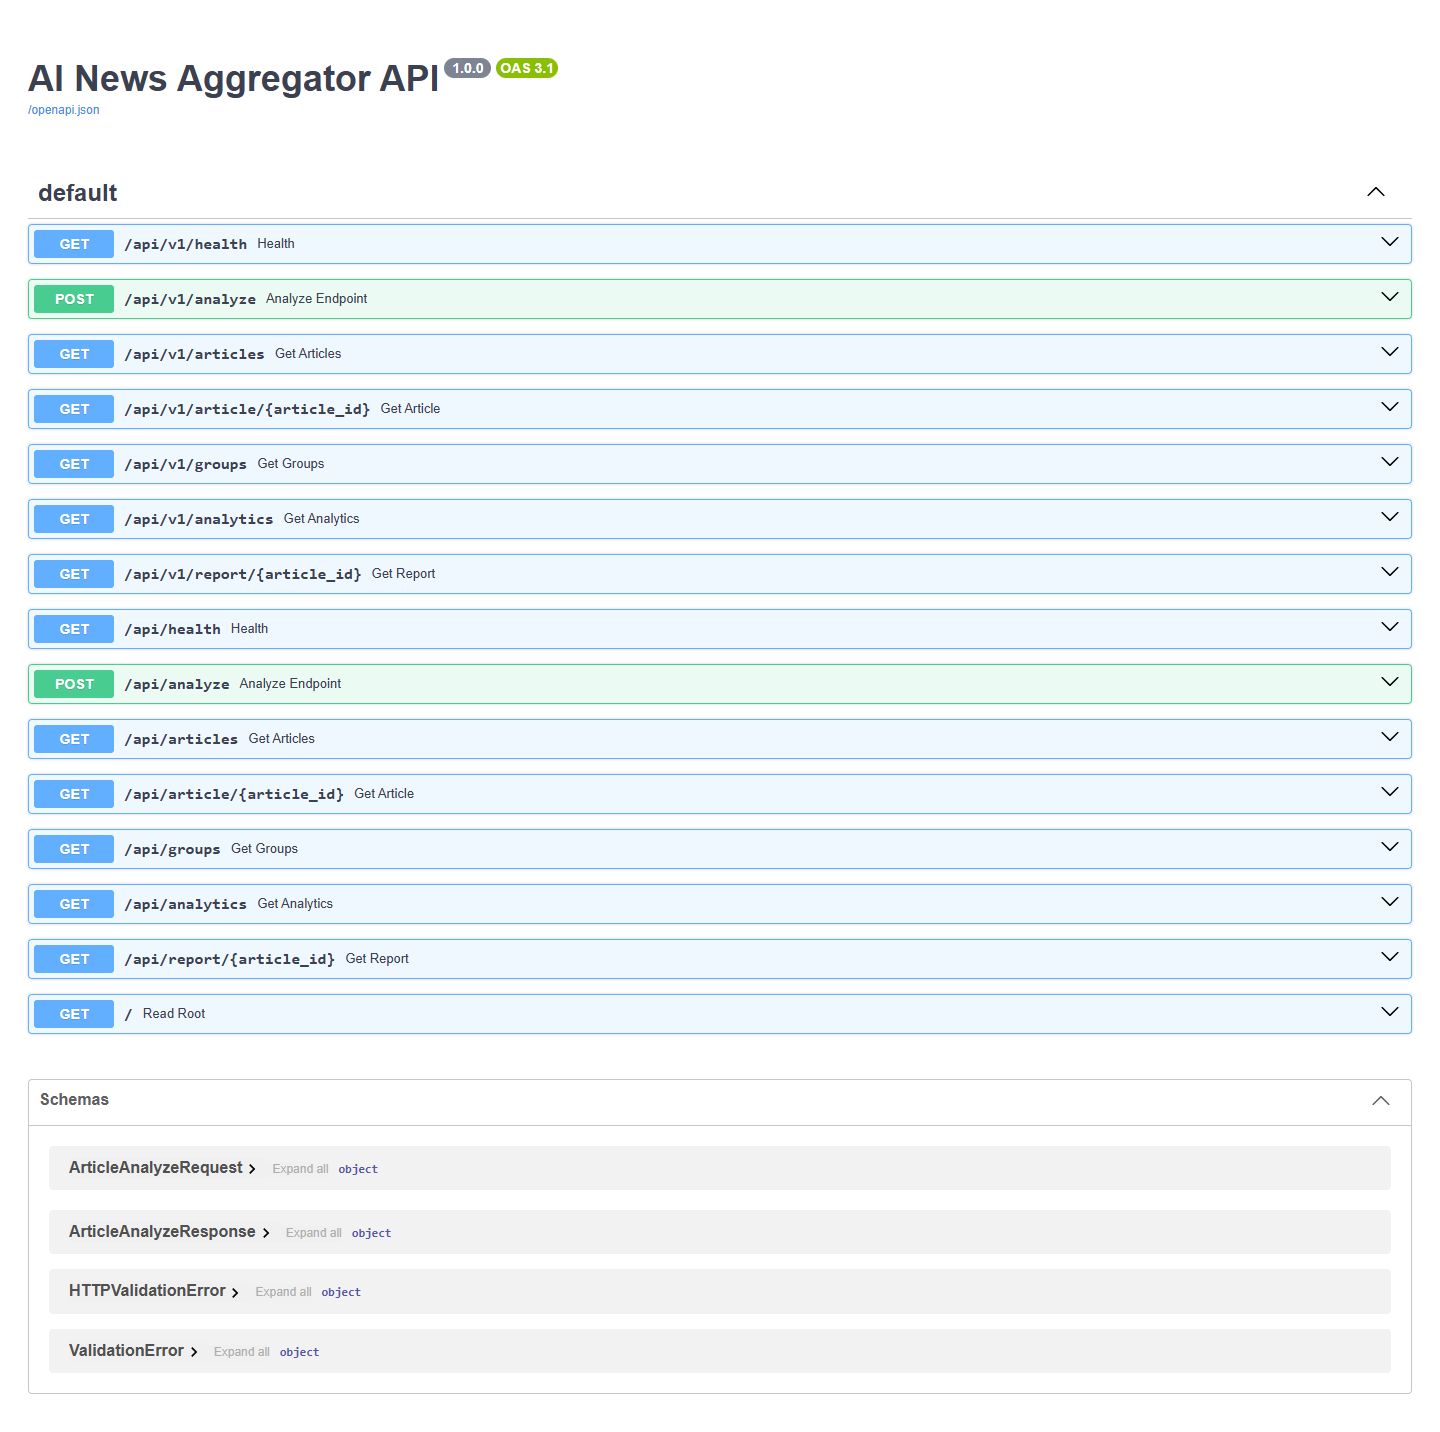 AI News Aggregator API 1.0.0 OAS 3.1
/openapi.json
default
GET /api/v1/health Health
POST /api/v1/analyze Analyze Endpoint
GET /api/v1/articles Get Articles
GET /api/v1/article/{article_id} Get Article
GET /api/v1/groups Get Groups
GET /api/v1/analytics Get Analytics
GET /api/v1/report/{article_id} Get Report
GET /api/health Health
POST /api/analyze Analyze Endpoint
GET /api/articles Get Articles
GET /api/article/{article_id} Get Article
GET /api/groups Get Groups
GET /api/analytics Get Analytics
GET /api/report/{article_id} Get Report
GET / Read Root
Schemas
ArticleAnalyzeRequest Expand all object
ArticleAnalyzeResponse Expand all object
HTTPValidationError Expand all object
ValidationError Expand all object